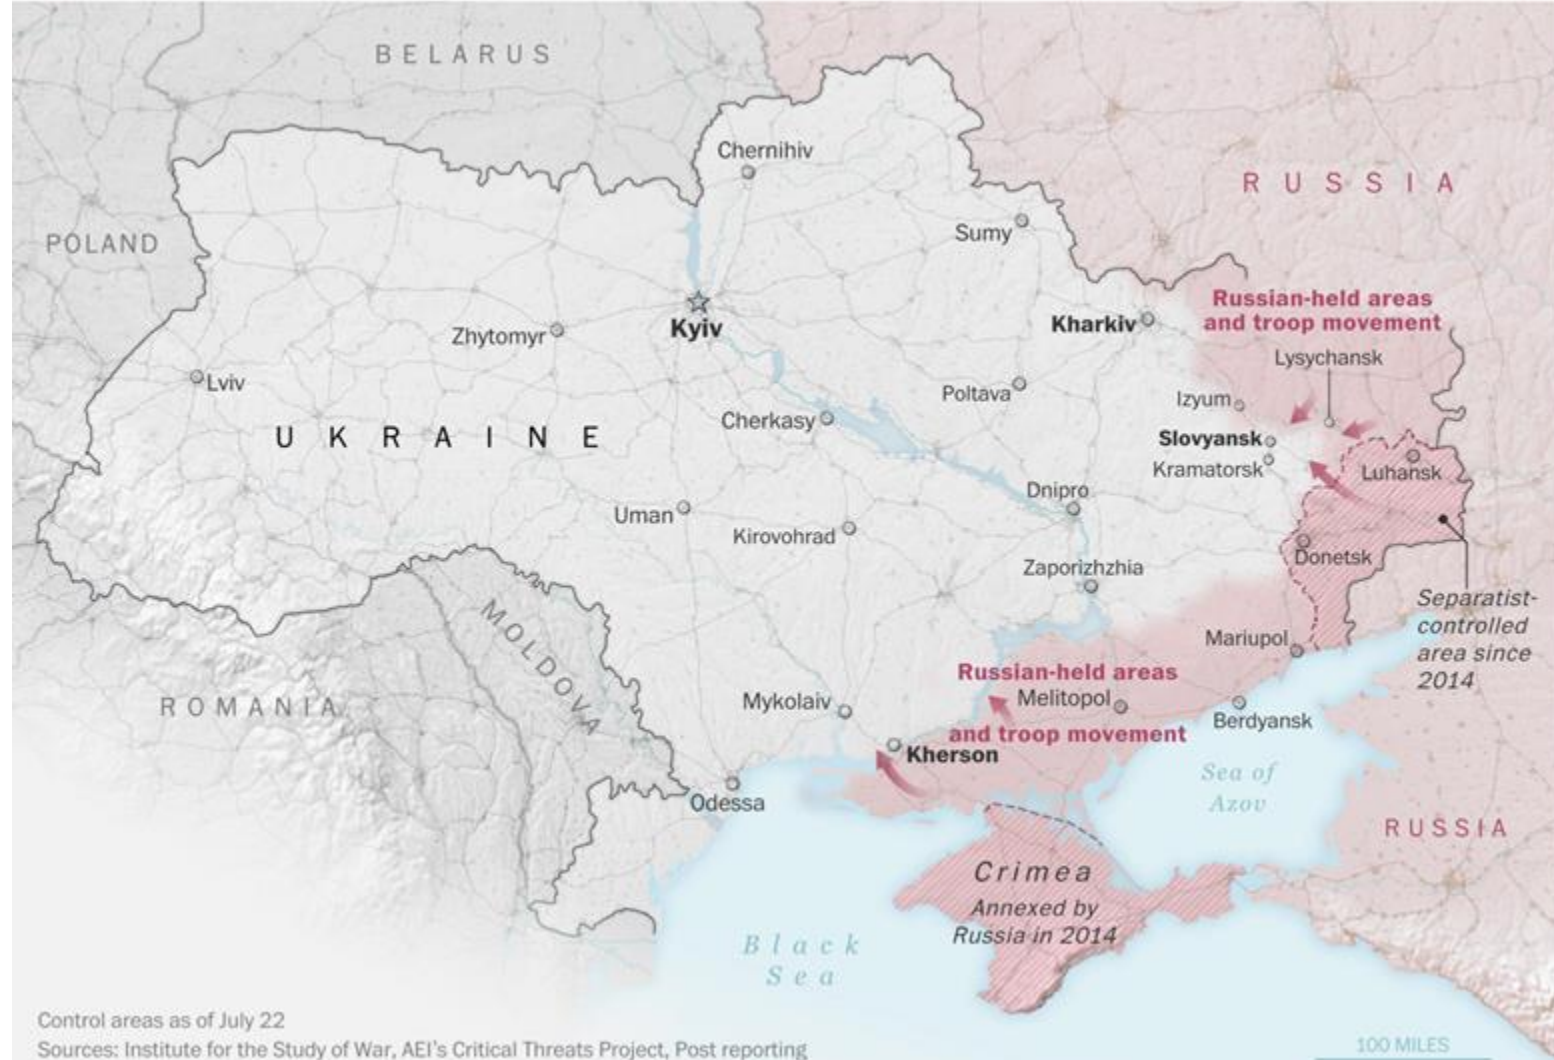 BELARUS
Chernihiv
RUSSIA
POLAND
Sumy
Russian-held areas
and troop movement
Kyiv
Kharkiv
Zhytomyr
Lysychansk
Lviv
Poltava
Izyum
Cherkasy
UKRAINE
Slovyansk
Kramatorsk
Luhansk
Dnipro
Uman
Kirovohrad
Donetsk
Zaporizhzhia
Separatist-
controlled
area since
2014
MOLDOVA
Mariupol
Russian-held areas
and troop movement
Melitopol
ROMANIA
Mykolaiv
Berdyansk
Kherson
Sea of
Azov
Odessa
RUSSIA
Crimea
Annexed by
Russia in 2014
Black
Sea
Control areas as of July 22
Sources: Institute for the Study of War, AEI's Critical Threats Project, Post reporting
100 MILES